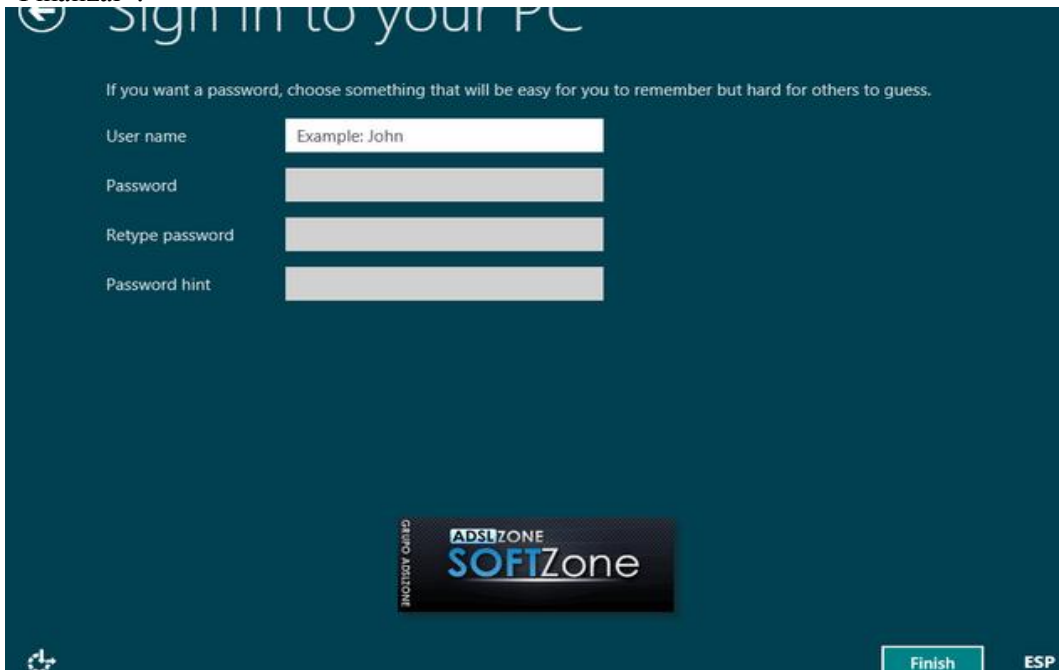 Sign in to your PC
If you want a password, choose something that will be easy for you to remember but hard for others to guess.
User name
Example: John
Password
Retype password
Password hint
GRUPO ADSLZONE
ADSLZONE
SOFTZone
Finish
ESP